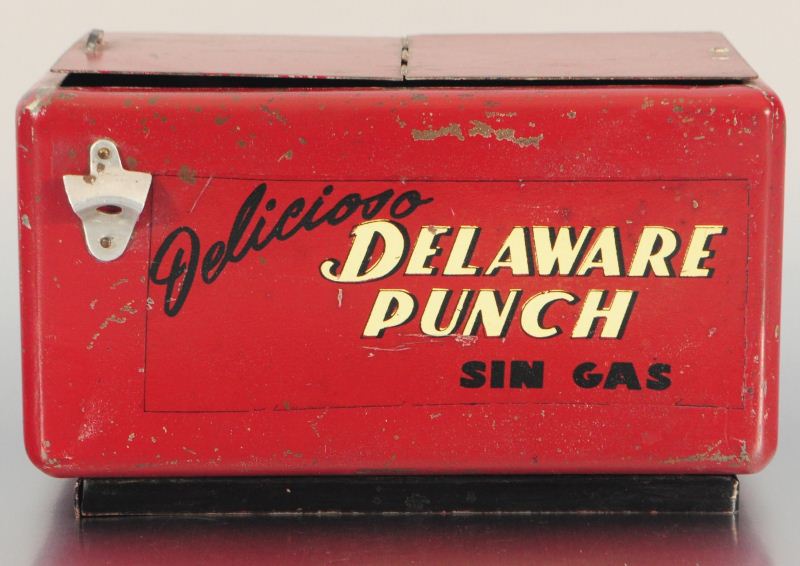 Delicioso
DELAWARE
PUNCH
SIN GAS